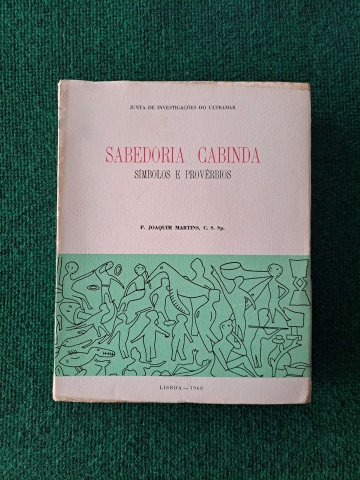 JUNTA DE INVESTIGAÇÕES DO ULTRAMAR
SABEDORIA CABINDA
SÍMBOLOS E PROVÉRBIOS
P. JOAQUIM MARTINS, C. S. Sp.
LISBOA — 1968